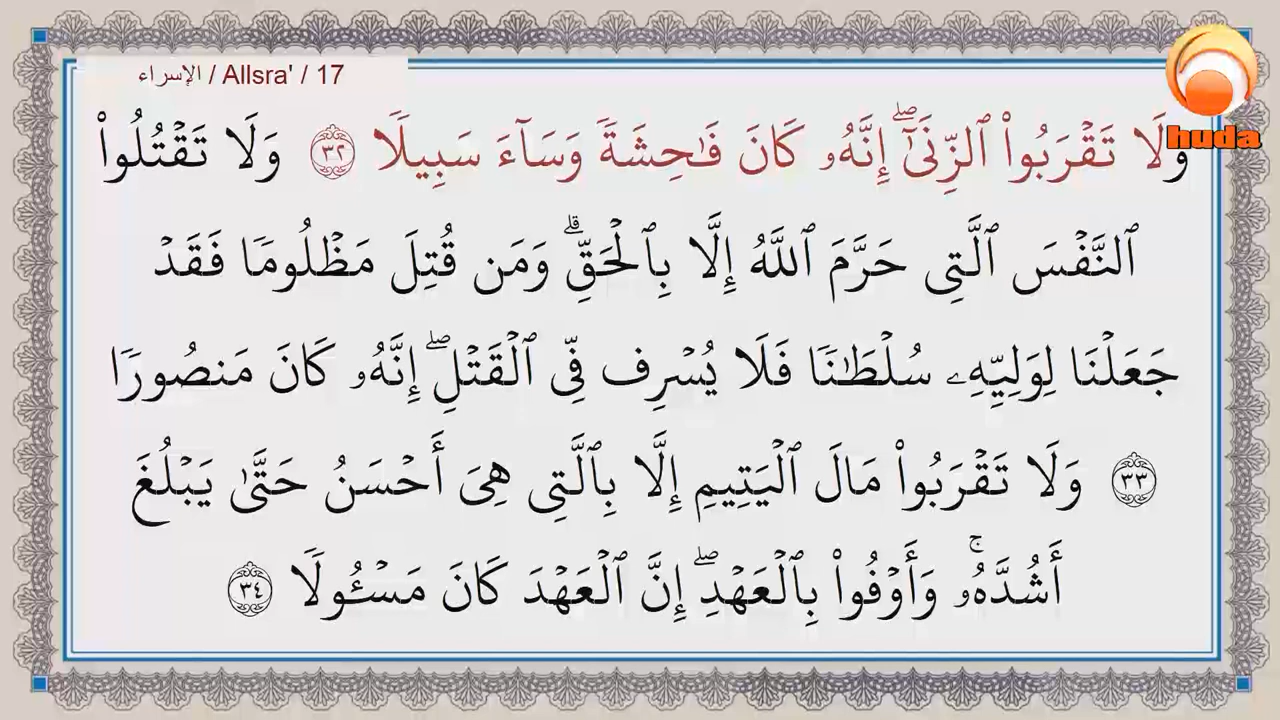 الإسراء / AlIsra' / 17
huda
وَلَا تَقۡرَبُواْ ٱلزِّنَىٰٓۖ إِنَّهُۥ كَانَ فَٰحِشَةٗ وَسَآءَ سَبِيلٗا ٣٢ وَلَا تَقۡتُلُواْ
ٱلنَّفۡسَ ٱلَّتِي حَرَّمَ ٱللَّهُ إِلَّا بِٱلۡحَقِّۗ وَمَن قُتِلَ مَظۡلُومٗا فَقَدۡ
جَعَلۡنَا لِوَلِيِّهِۦ سُلۡطَٰنٗا فَلَا يُسۡرِف فِّي ٱلۡقَتۡلِۖ إِنَّهُۥ كَانَ مَنصُورٗا
٣٣ وَلَا تَقۡرَبُواْ مَالَ ٱلۡيَتِيمِ إِلَّا بِٱلَّتِي هِيَ أَحۡسَنُ حَتَّىٰ يَبۡلُغَ
أَشُدَّهُۥۚ وَأَوۡفُواْ بِٱلۡعَهۡدِۖ إِنَّ ٱلۡعَهۡدَ كَانَ مَسۡـُٔولٗا ٣٤